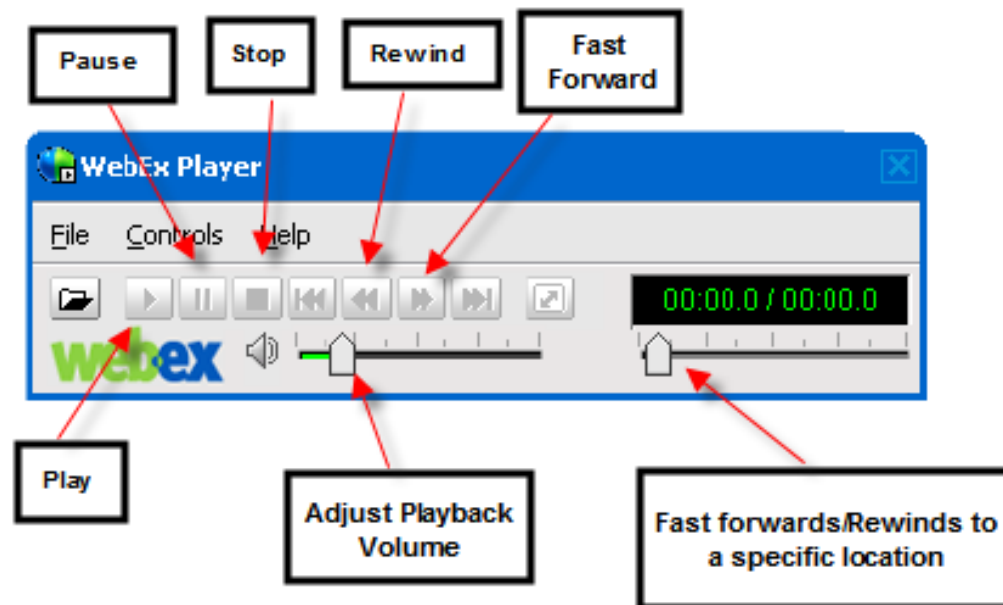 Pause
Stop
Rewind
Fast
Forward
WebEx Player
File Controls Help
00:00.0 / 00:00.0
webex
Play
Adjust Playback
Volume
Fast forwards/Rewinds to
a specific location